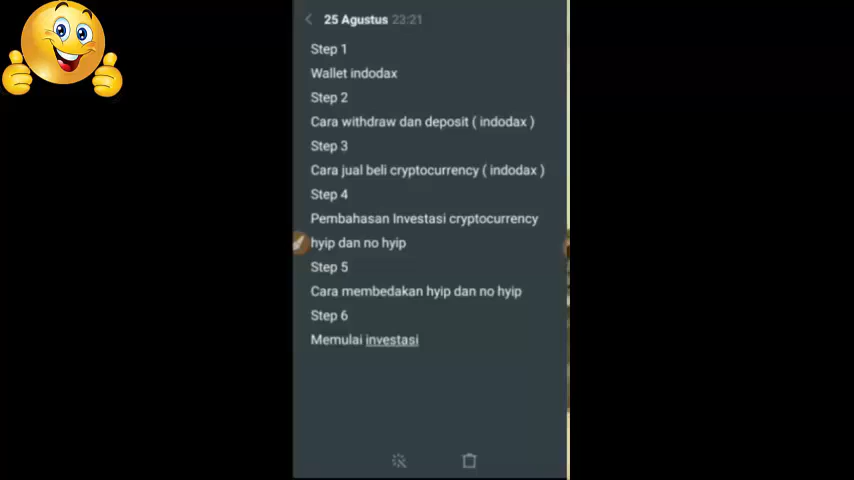 25 Agustus 23:21
Step 1
Wallet indodax
Step 2
Cara withdraw dan deposit ( indodax )
Step 3
Cara jual beli cryptocurrency ( indodax )
Step 4
Pembahasan Investasi cryptocurrency
hyip dan no hyip
Step 5
Cara membedakan hyip dan no hyip
Step 6
Memulai investasi